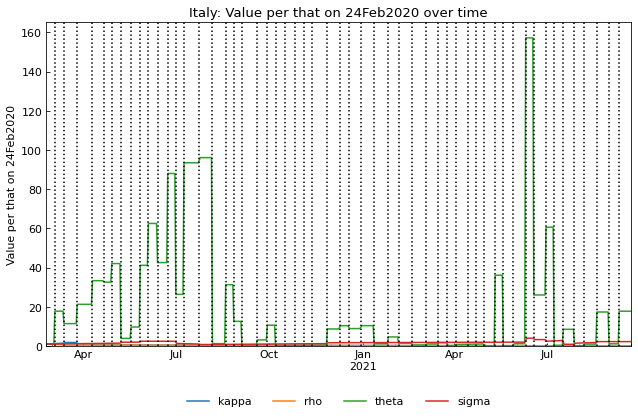 Italy: Value per that on 24Feb2020 over time
Value per that on 24Feb2020
160
140
120
100
80
60
40
20
0
Apr Jul Oct Jan Apr Jul
2021
kappa rho theta sigma